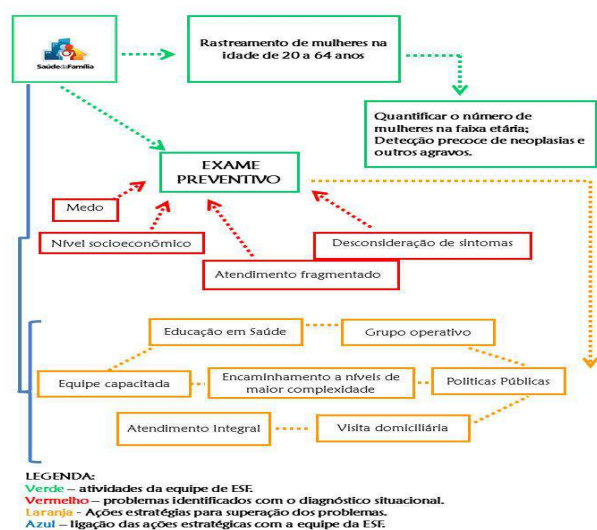 SaúdedaFamília
Rastreamento de mulheres na
idade de 20 a 64 anos
Quantificar o número de
mulheres na faixa etária;
Detecção precoce de neoplasias e
outros agravos.
EXAME
PREVENTIVO
Medo
Nível socioeconômico
Desconsideração de sintomas
Atendimento fragmentado
Educação em Saúde
Grupo operativo
Equipe capacitada
Encaminhamento a níveis de
maior complexidade
Politicas Públicas
Atendimento Integral
Visita domiciliária
LEGENDA:
Verde – atividades da equipe de ESF.
Vermelho – problemas identificados com o diagnóstico situacional.
Laranja - Ações estratégias para superação dos problemas.
Azul – ligação das ações estratégicas com a equipe da ESF.